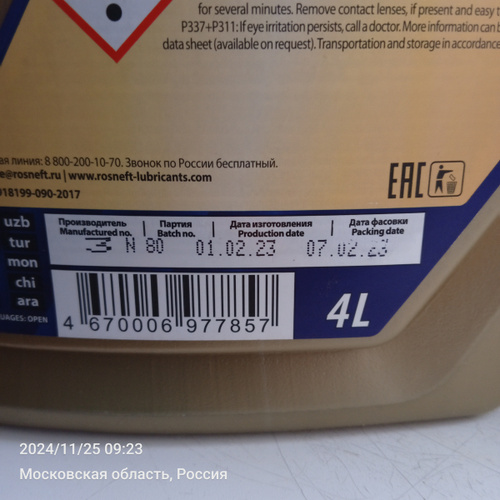 for several minutes. Remove contact lenses, if present and easy t
P337+P311: If eye irritation persists, call a doctor. More information can b
data sheet (available on request). Transportation and storage in accordance
ая линия: 8 800-200-10-70. Звонок по России бесплатный.
e@rosneft.ru | www.rosneft-lubricants.com
018199-090-2017
EAC
uzb
tur
mon
chi
ara
UAGES: OPEN
Производитель Партия Дата изготовления Дата фасовки
Manufactured no. Batch no. Production date Packing date
3 N 80 01.02.23 07.02.23
4 670006 977857
4L
2024/11/25 09:23
Московская область, Россия